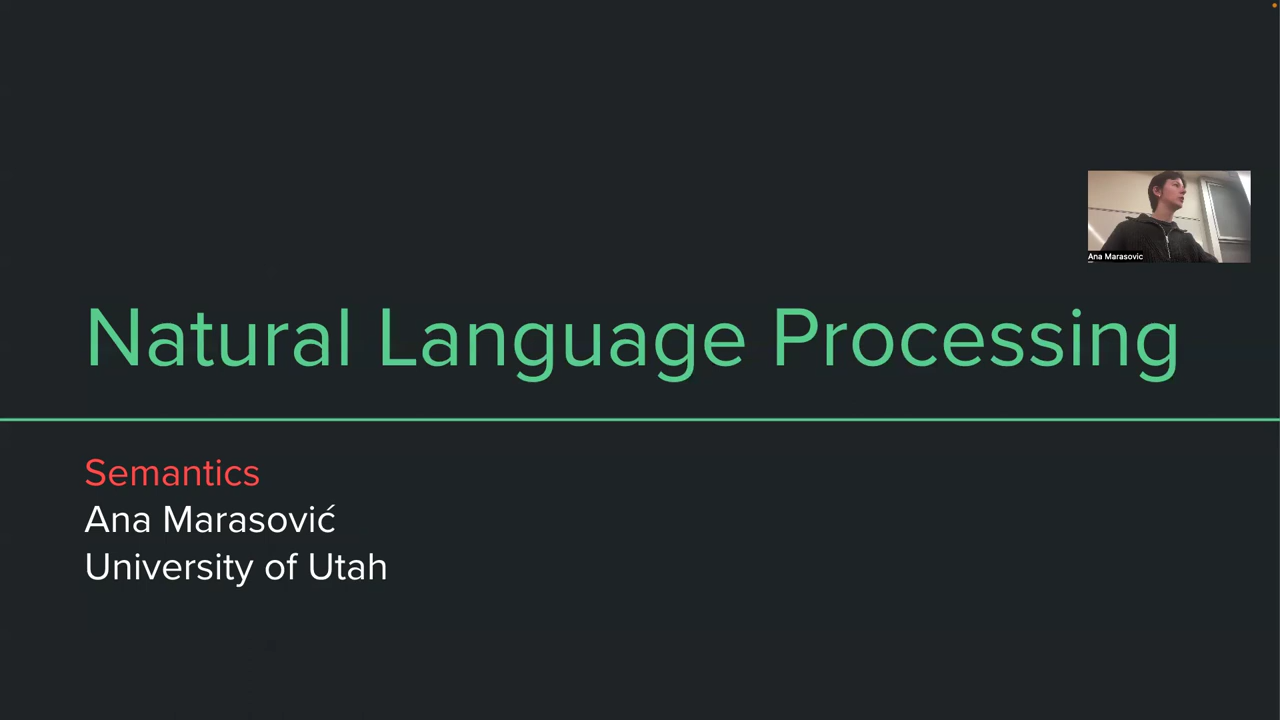 Ana Marasovic
Natural Language Processing
Semantics
Ana Marasović
University of Utah